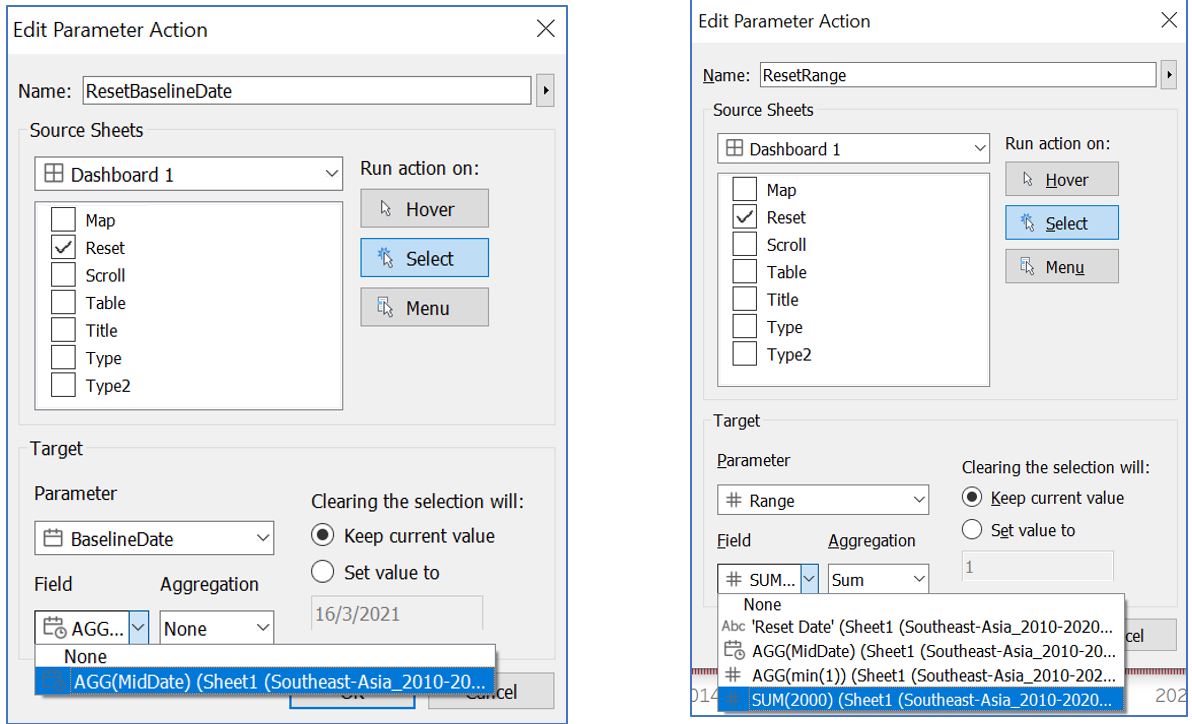 Edit Parameter Action
Name: ResetBaselineDate
Source Sheets
Dashboard 1
Run action on:
Map
Reset
Scroll
Table
Title
Type
Type2
Hover
Select
Menu
Target
Parameter
BaselineDate
Clearing the selection will:
Keep current value
Set value to
16/3/2021
Field
Aggregation
AGG...
None
None
AGG(MidDate) (Sheet1 (Southeast-Asia_2010-20...
OK
Cancel
Edit Parameter Action
Name: ResetRange
Source Sheets
Dashboard 1
Run action on:
Map
Reset
Scroll
Table
Title
Type
Type2
Hover
Select
Menu
Target
Parameter
Range
Clearing the selection will:
Keep current value
Set value to
1
Field
Aggregation
SUM...
Sum
None
Abc 'Reset Date' (Sheet1 (Southeast-Asia_2010-2020...
AGG(MidDate) (Sheet1 (Southeast-Asia_2010-20...
AGG(min(1)) (Sheet1 (Southeast-Asia_2010-202...
SUM(2000) (Sheet1 (Southeast-Asia_2010-2020...
cel
014
202